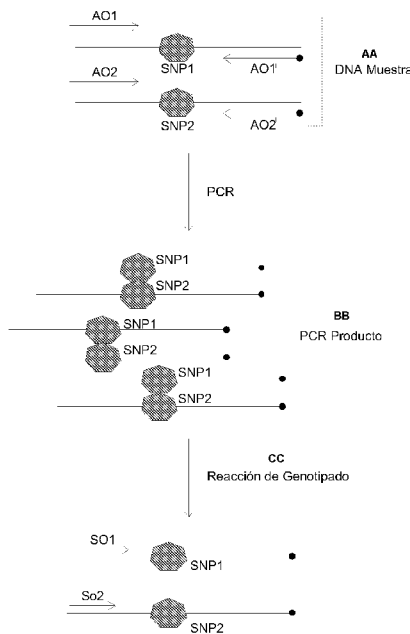 AO1
SNP1
AO1'
AA
DNA Muestra
AO2
SNP2
AO2'
PCR
SNP1
SNP2
SNP1
SNP2
BB
PCR Producto
SNP1
SNP2
CC
Reacción de Genotipado
SO1
SNP1
So2
SNP2